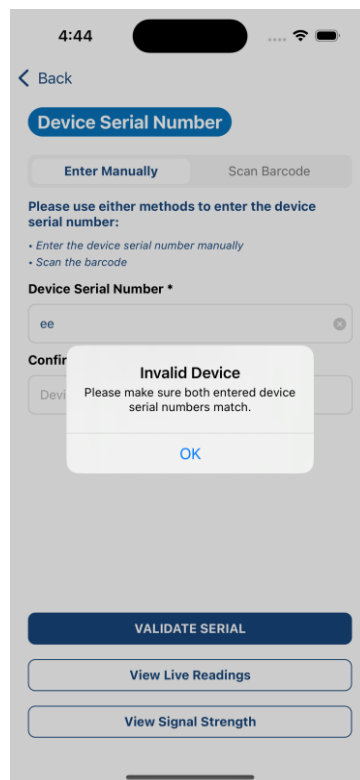 4:44
Back
Device Serial Number
Enter Manually
Scan Barcode
Please use either methods to enter the device
serial number:
• Enter the device serial number manually
• Scan the barcode
Device Serial Number *
ee
Confir
Devi
Invalid Device
Please make sure both entered device
serial numbers match.
OK
VALIDATE SERIAL
View Live Readings
View Signal Strength